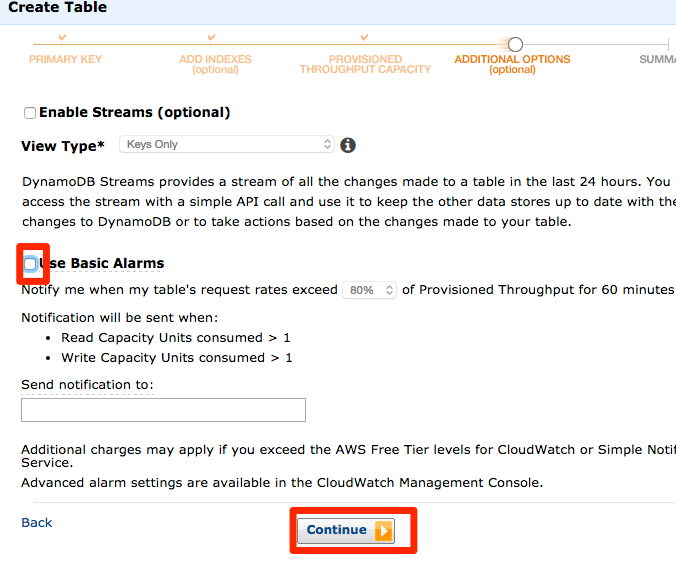 Create Table
PRIMARY KEY
ADD INDEXES
(optional)
PROVISIONED
THROUGHPUT CAPACITY
ADDITIONAL OPTIONS
(optional)
SUMMA
Enable Streams (optional)
View Type* Keys Only
DynamoDB Streams provides a stream of all the changes made to a table in the last 24 hours. You
access the stream with a simple API call and use it to keep the other data stores up to date with the
changes to DynamoDB or to take actions based on the changes made to your table.
Use Basic Alarms
Notify me when my table's request rates exceed 80% of Provisioned Throughput for 60 minutes
Notification will be sent when:
• Read Capacity Units consumed > 1
• Write Capacity Units consumed > 1
Send notification to:
Additional charges may apply if you exceed the AWS Free Tier levels for CloudWatch or Simple Notif
Service.
Advanced alarm settings are available in the CloudWatch Management Console.
Back
Continue